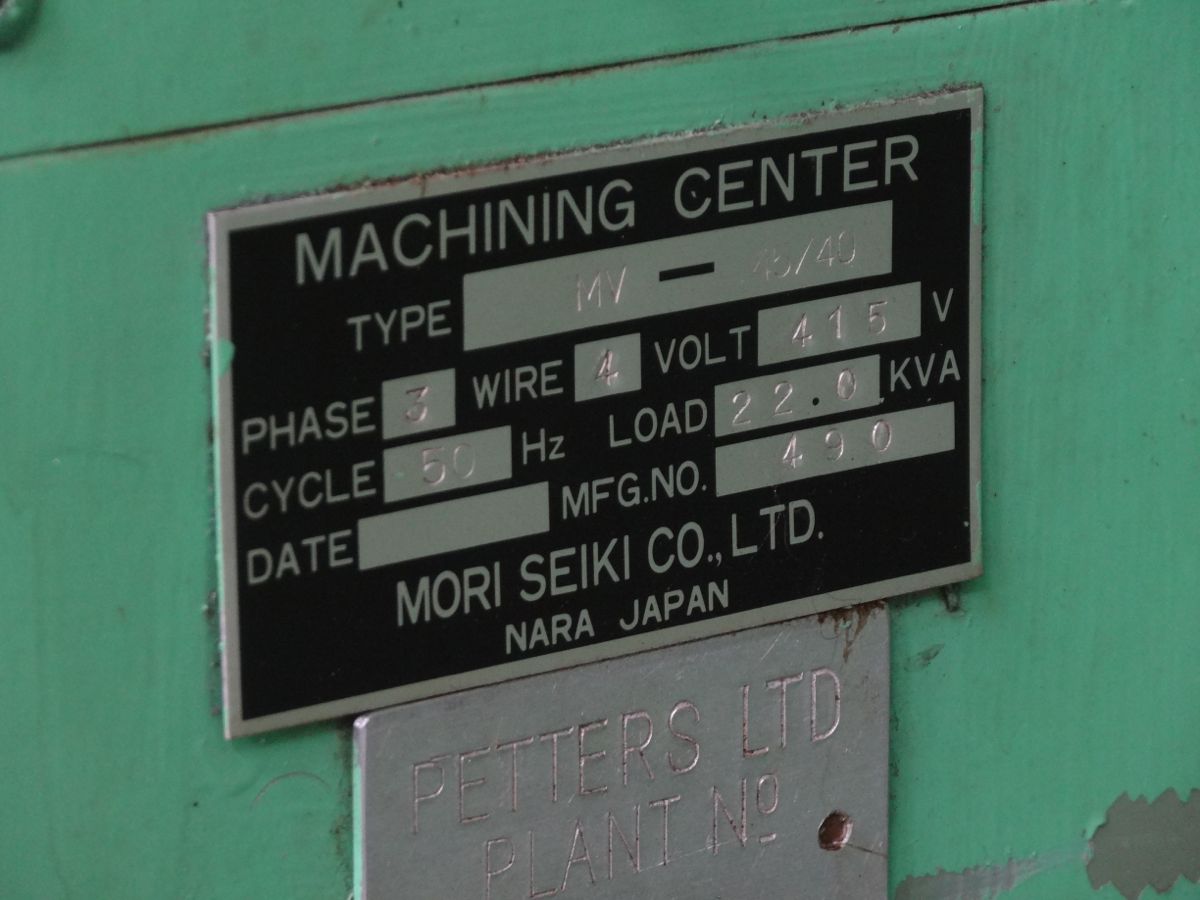 MACHINING CENTER
TYPE MV — 45/40
PHASE 3 WIRE 4 VOLT 415 V
CYCLE 50 Hz LOAD 22.0 KVA
DATE MFG.NO. 490
MORI SEIKI CO., LTD.
NARA JAPAN
PETTERS LTD
PLANT Nº